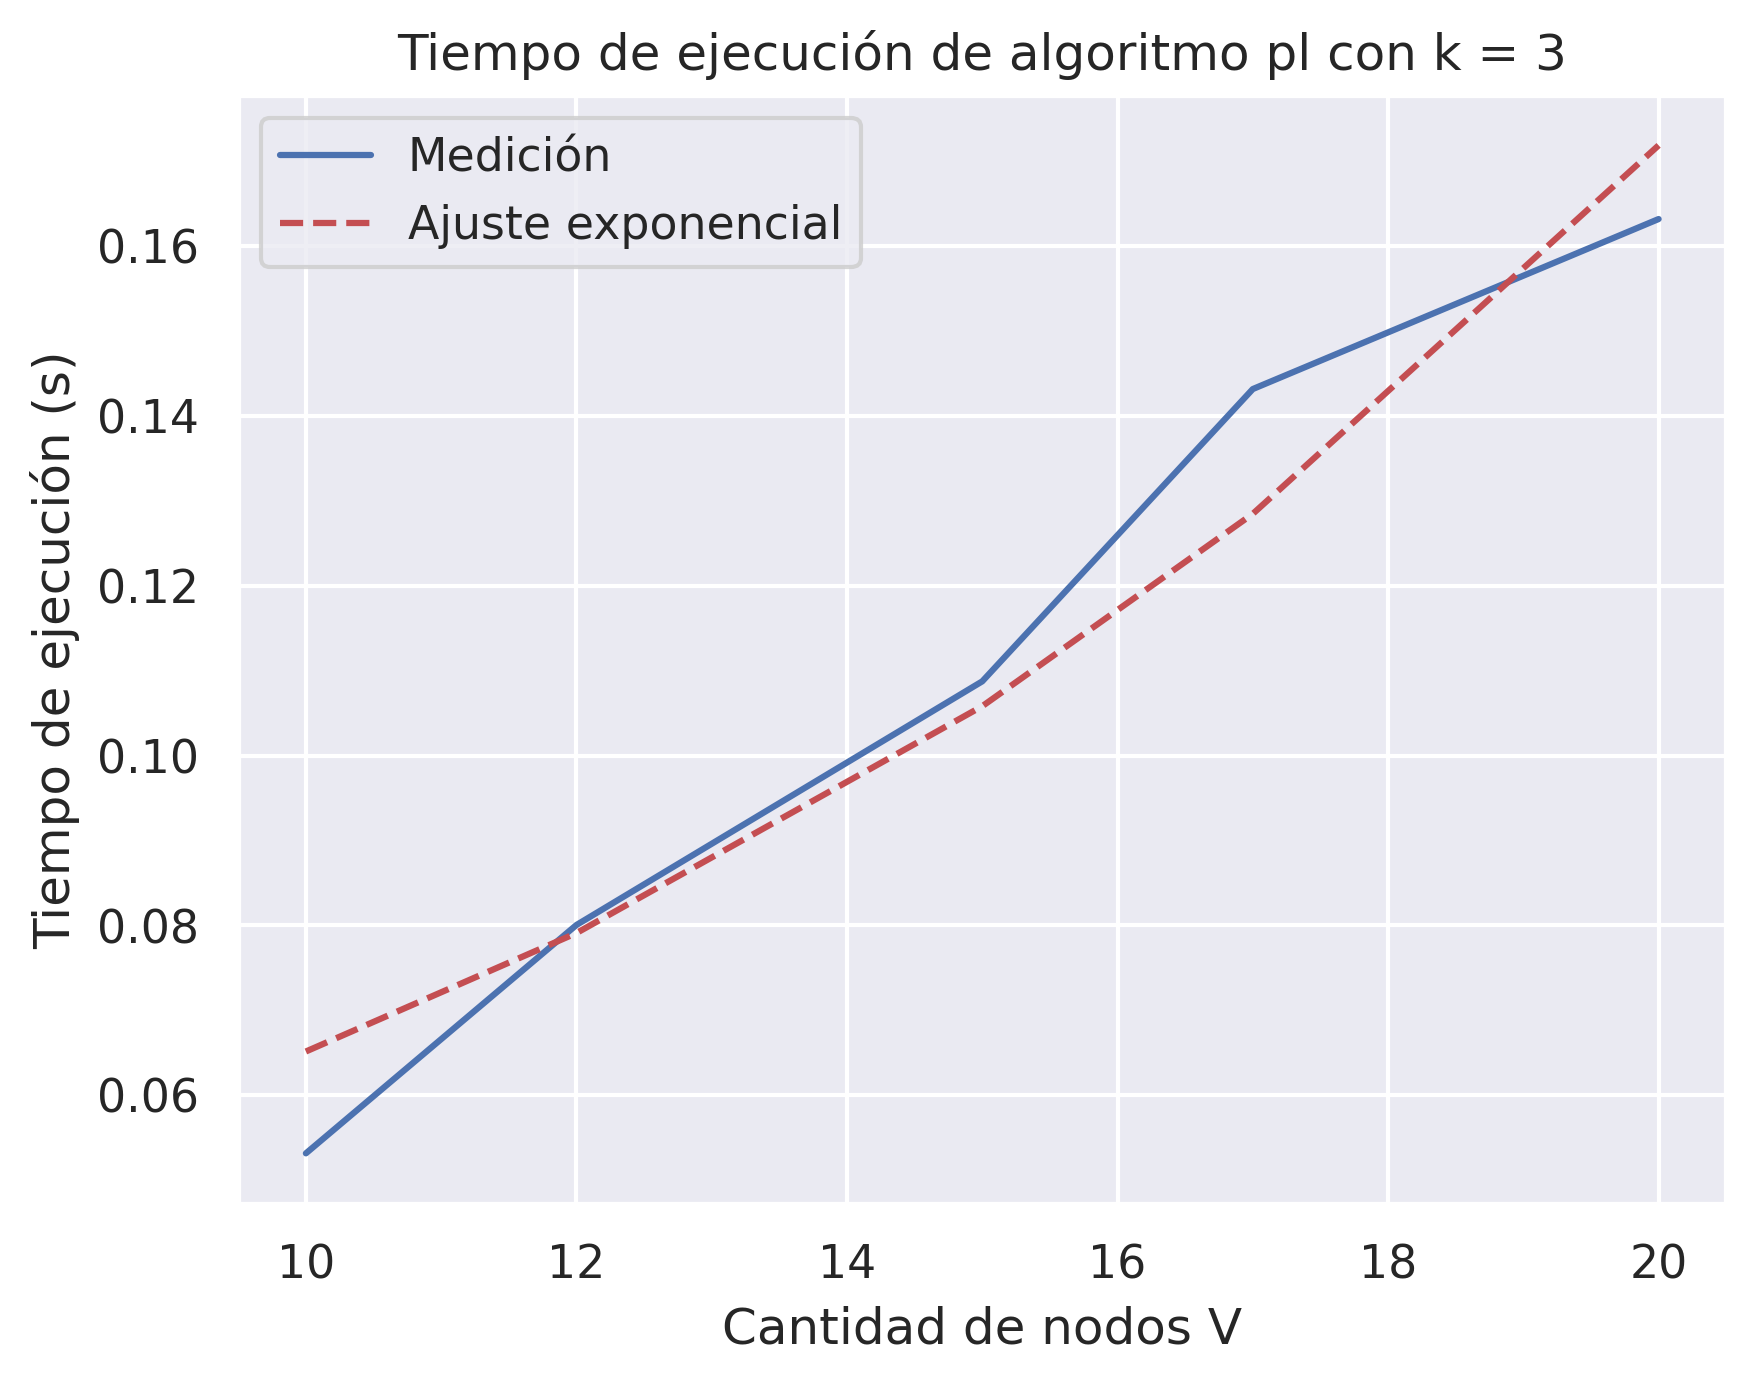 Tiempo de ejecución de algoritmo pl con k = 3
Medición
Ajuste exponencial
Tiempo de ejecución (s)
0.16
0.14
0.12
0.10
0.08
0.06
10 12 14 16 18 20
Cantidad de nodos V